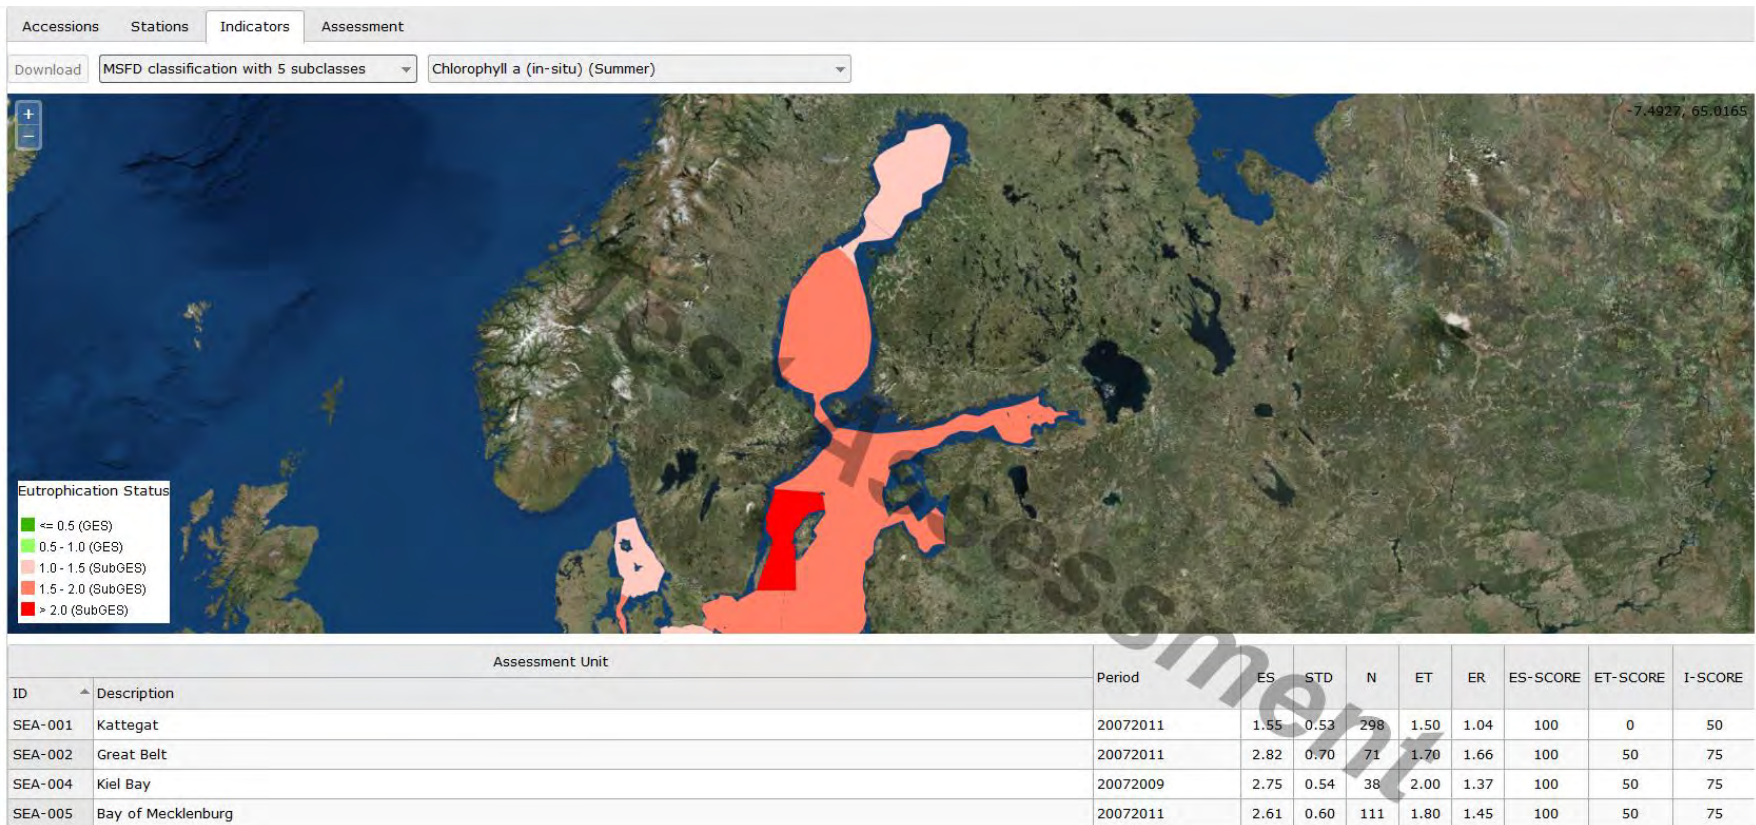 Accessions Stations Indicators Assessment
Download MSFD classification with 5 subclasses Chlorophyll a (in-situ) (Summer)
+
−
-7.4927, 65.0165
Test Assessment
Eutrophication Status
<= 0.5 (GES)
0.5 - 1.0 (GES)
1.0 - 1.5 (SubGES)
1.5 - 2.0 (SubGES)
> 2.0 (SubGES)
Assessment Unit
ID Description Period ES STD N ET ER ES-SCORE ET-SCORE I-SCORE
SEA-001 Kattegat 20072011 1.55 0.53 298 1.50 1.04 100 0 50
SEA-002 Great Belt 20072011 2.82 0.70 71 1.70 1.66 100 50 75
SEA-004 Kiel Bay 20072009 2.75 0.54 38 2.00 1.37 100 50 75
SEA-005 Bay of Mecklenburg 20072011 2.61 0.60 111 1.80 1.45 100 50 75